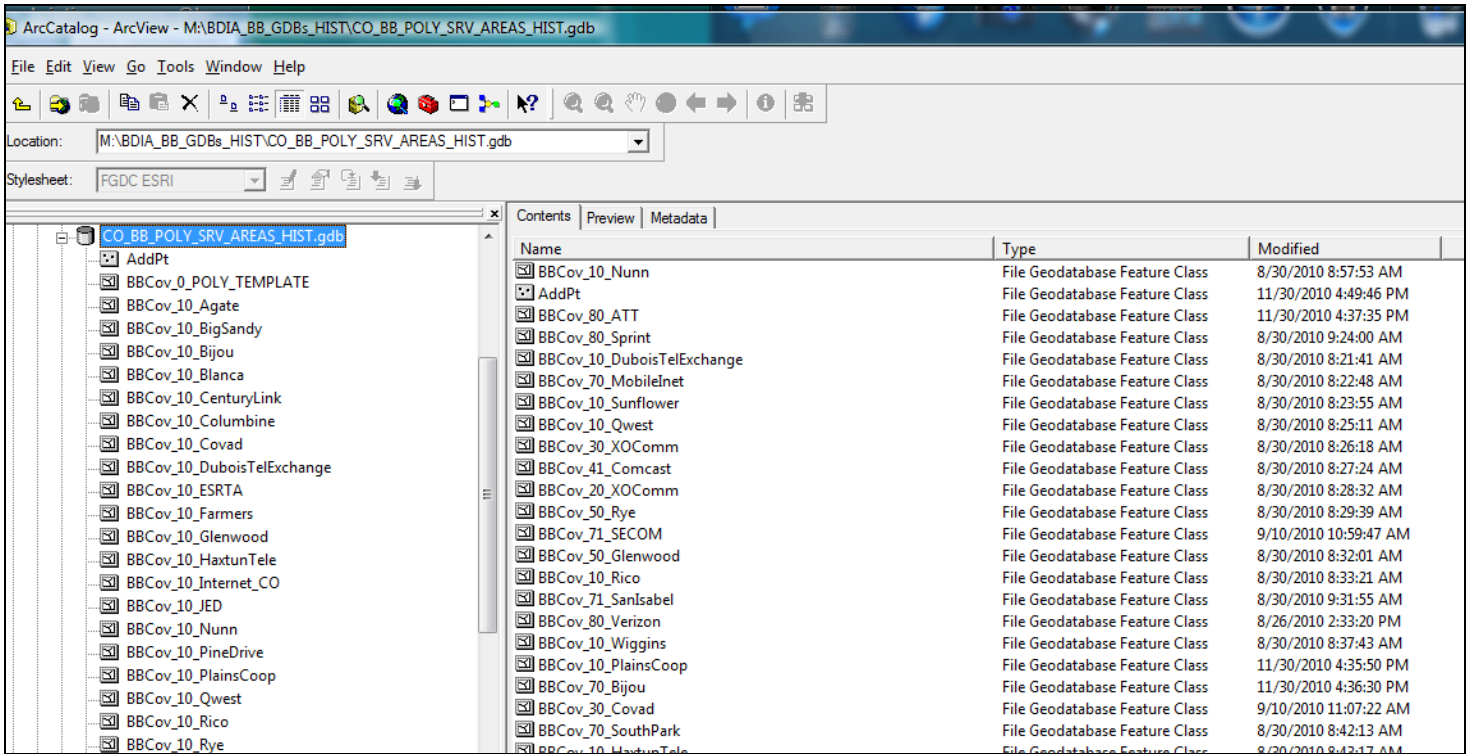 ArcCatalog - ArcView - M:\BDIA_BB_GDBs_HIST\CO_BB_POLY_SRV_AREAS_HIST.gdb
File Edit View Go Tools Window Help
Location: M:\BDIA_BB_GDBs_HIST\CO_BB_POLY_SRV_AREAS_HIST.gdb
Stylesheet: FGDC ESRI
CO_BB_POLY_SRV_AREAS_HIST.gdb
AddPt
BBCov_0_POLY_TEMPLATE
BBCov_10_Agate
BBCov_10_BigSandy
BBCov_10_Bijou
BBCov_10_Blanca
BBCov_10_CenturyLink
BBCov_10_Columbine
BBCov_10_Covad
BBCov_10_DuboisTelExchange
BBCov_10_ESRTA
BBCov_10_Farmers
BBCov_10_Glenwood
BBCov_10_HaxtunTele
BBCov_10_Internet_CO
BBCov_10_JED
BBCov_10_Nunn
BBCov_10_PineDrive
BBCov_10_PlainsCoop
BBCov_10_Qwest
BBCov_10_Rico
BBCov_10_Rye
Contents Preview Metadata
Name Type Modified
BBCov_10_Nunn File Geodatabase Feature Class 8/30/2010 8:57:53 AM
AddPt File Geodatabase Feature Class 11/30/2010 4:49:46 PM
BBCov_80_ATT File Geodatabase Feature Class 11/30/2010 4:37:35 PM
BBCov_80_Sprint File Geodatabase Feature Class 8/30/2010 9:24:00 AM
BBCov_10_DuboisTelExchange File Geodatabase Feature Class 8/30/2010 8:21:41 AM
BBCov_70_MobileInet File Geodatabase Feature Class 8/30/2010 8:22:48 AM
BBCov_10_Sunflower File Geodatabase Feature Class 8/30/2010 8:23:55 AM
BBCov_10_Qwest File Geodatabase Feature Class 8/30/2010 8:25:11 AM
BBCov_30_XOComm File Geodatabase Feature Class 8/30/2010 8:26:18 AM
BBCov_41_Comcast File Geodatabase Feature Class 8/30/2010 8:27:24 AM
BBCov_20_XOComm File Geodatabase Feature Class 8/30/2010 8:28:32 AM
BBCov_50_Rye File Geodatabase Feature Class 8/30/2010 8:29:39 AM
BBCov_71_SECOM File Geodatabase Feature Class 9/10/2010 10:59:47 AM
BBCov_50_Glenwood File Geodatabase Feature Class 8/30/2010 8:32:01 AM
BBCov_10_Rico File Geodatabase Feature Class 8/30/2010 8:33:21 AM
BBCov_71_SanIsabel File Geodatabase Feature Class 8/30/2010 9:31:55 AM
BBCov_80_Verizon File Geodatabase Feature Class 8/26/2010 2:33:20 PM
BBCov_10_Wiggins File Geodatabase Feature Class 8/30/2010 8:37:43 AM
BBCov_10_PlainsCoop File Geodatabase Feature Class 11/30/2010 4:35:50 PM
BBCov_70_Bijou File Geodatabase Feature Class 11/30/2010 4:36:30 PM
BBCov_30_Covad File Geodatabase Feature Class 9/10/2010 11:07:22 AM
BBCov_70_SouthPark File Geodatabase Feature Class 8/30/2010 8:42:13 AM
BBCov_10_HaxtunTele File Geodatabase Feature Class 8/30/2010 8:43:17 AM